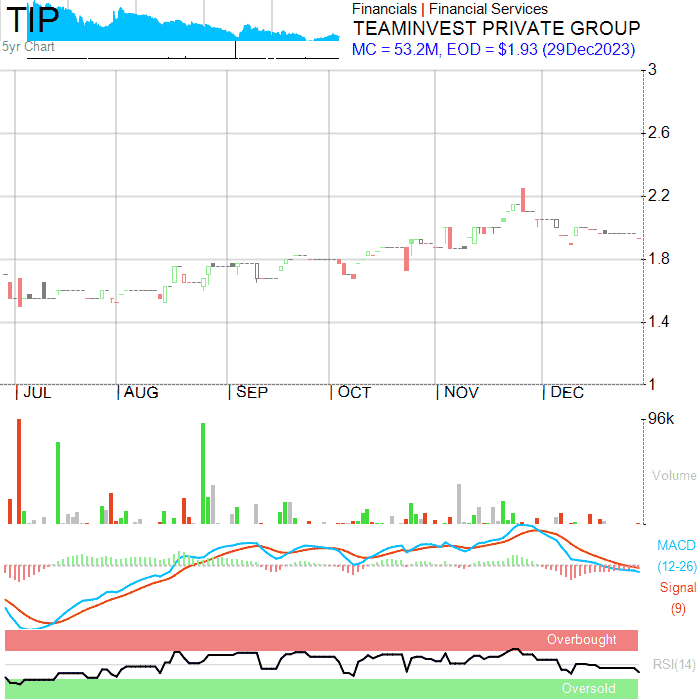 TIP
5yr Chart
Financials | Financial Services
TEAMINVEST PRIVATE GROUP
MC = 53.2M, EOD = $1.93 (29Dec2023)
3
2.6
2.2
1.8
1.4
1
JUL AUG SEP OCT NOV DEC
96k
Volume
MACD
(12-26)
Signal
(9)
Overbought
RSI(14)
Oversold